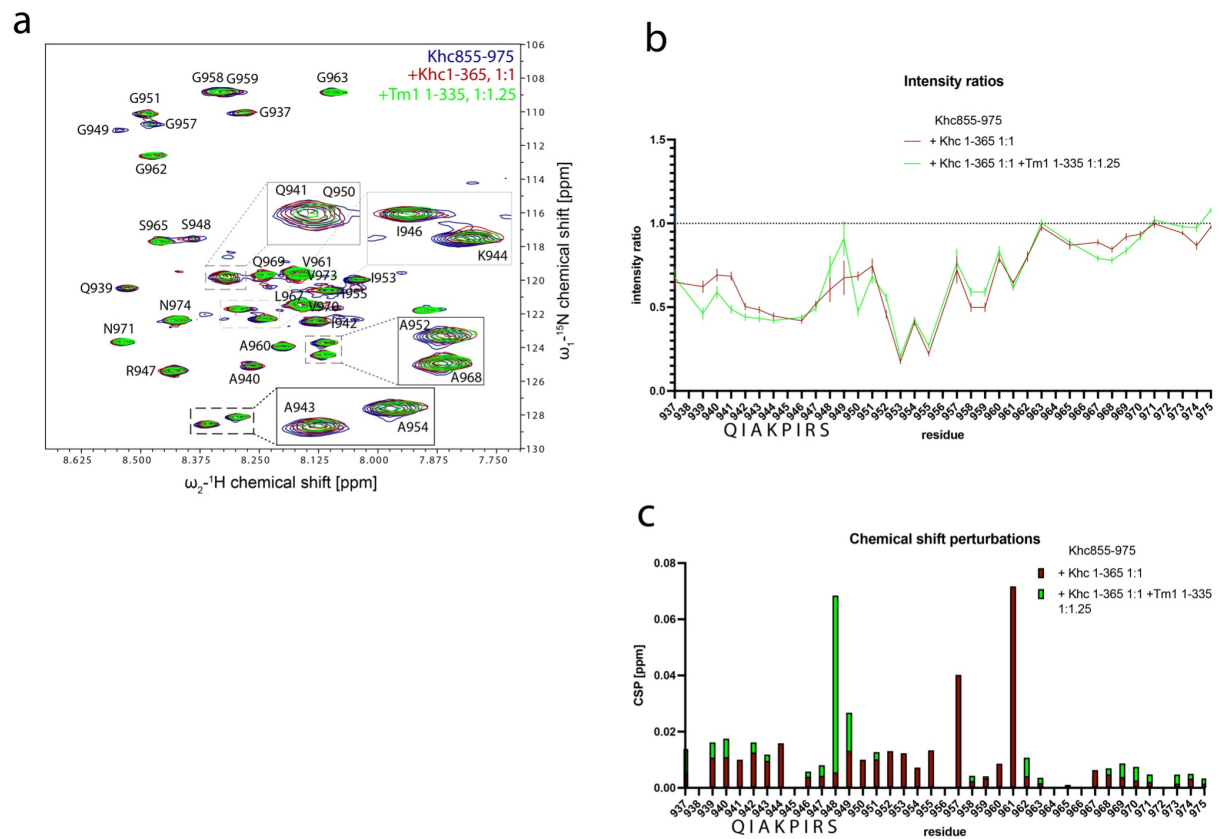 a
Khc855-975
+Khc1-365, 1:1
+Tm1 1-335, 1:1.25
G958 G959
G963
G951
G937
G949
G957
G962
Q941 Q950
I946
K944
S965 S948
Q969 V961
V973
I953
Q939
I955
N974
L967
V970
I942
N971
A952
A960
A968
R947
A940
A943
A954
106
108
110
112
114
116
118
120
122
124
126
128
130
ω1-15N chemical shift [ppm]
8.625 8.500 8.375 8.250 8.125 8.000 7.875 7.750
ω2-1H chemical shift [ppm]
b
Intensity ratios
Khc855-975
+ Khc 1-365 1:1
+ Khc 1-365 1:1 +Tm1 1-335 1:1.25
1.5
1.0
0.5
0.0
intensity ratio
937 938 939 940 941 942 943 944 945 946 947 948 949 950 951 952 953 954 955 956 957 958 959 960 961 962 963 964 965 966 967 968 969 970 971 972 973 974 975
QIAKPIRS
residue
c
Chemical shift perturbations
Khc855-975
+ Khc 1-365 1:1
+ Khc 1-365 1:1 +Tm1 1-335
1:1.25
0.08
0.06
0.04
0.02
0.00
CSP [ppm]
937 938 939 940 941 942 943 944 945 946 947 948 949 950 951 952 953 954 955 956 957 958 959 960 961 962 963 964 965 966 967 968 969 970 971 972 973 974 975
QIAKPIRS
residue